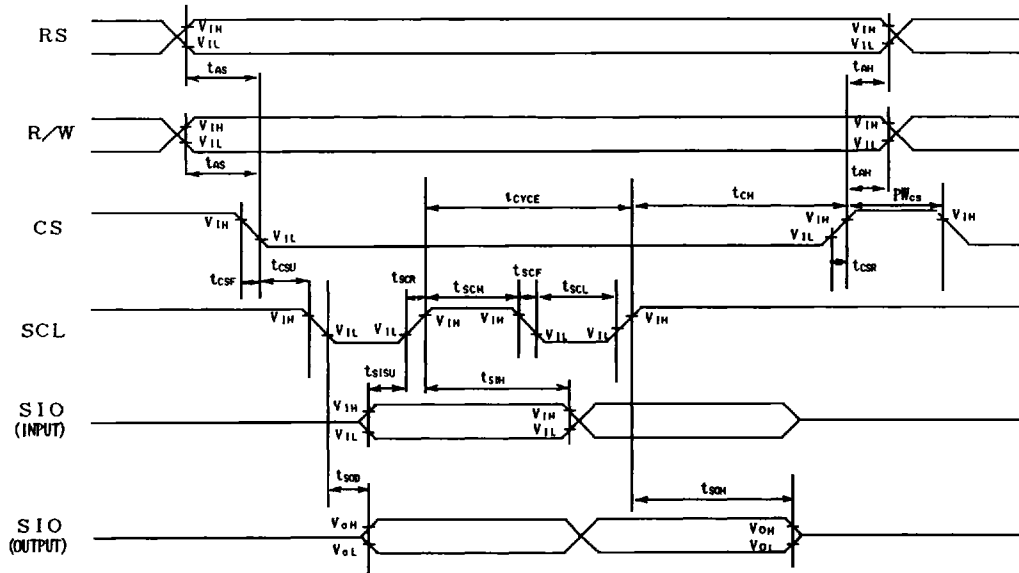 RS
VIH
VIL
tAS
VIH
VIL
tAH
R/W
VIH
VIL
tAS
VIH
VIL
tAH
CS
VIH
VIL
tCSF
tCSU
tCYCE
tCH
VIH
VIL
tCSR
PWCS
VIH
SCL
VIH
VIL
VIL
tSCR
VIH
tSCH
VIH
tSCF
VIL
tSCL
VIL
VIH
SIO
(INPUT)
tSISU
VIH
VIL
tSIH
VIH
VIL
SIO
(OUTPUT)
tSOD
VOH
VOL
tSOH
VOH
VOL